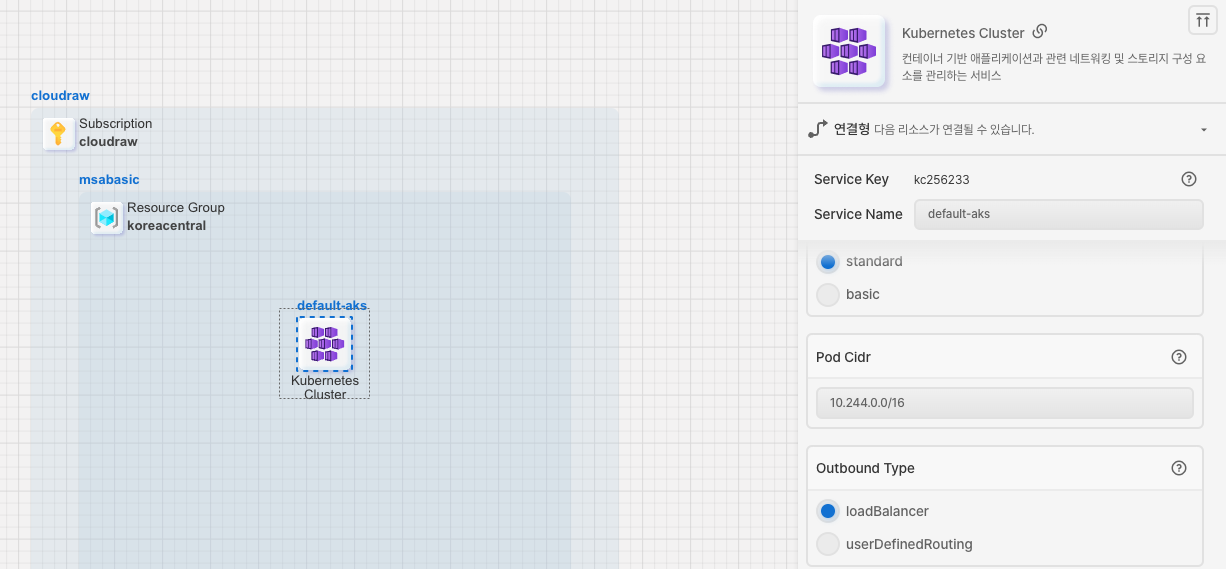 cloudraw
Subscription
cloudraw
msabasic
Resource Group
koreacentral
default-aks
Kubernetes
Cluster
Kubernetes Cluster
컨테이너 기반 애플리케이션과 관련 네트워킹 및 스토리지 구성 요
소를 관리하는 서비스
연결형 다음 리소스가 연결될 수 있습니다.
Service Key kc256233
Service Name default-aks
standard
basic
Pod Cidr
10.244.0.0/16
Outbound Type
loadBalancer
userDefinedRouting